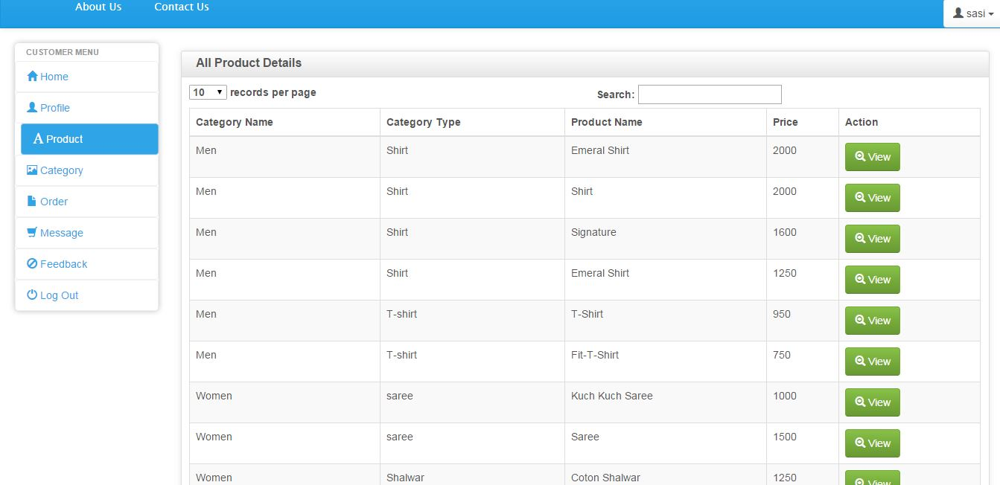 About Us Contact Us
sasi
CUSTOMER MENU
Home
Profile
Product
Category
Order
Message
Feedback
Log Out
All Product Details
10 records per page Search:
Category Name Category Type Product Name Price Action
Men Shirt Emeral Shirt 2000 View
Men Shirt Shirt 2000 View
Men Shirt Signature 1600 View
Men Shirt Emeral Shirt 1250 View
Men T-shirt T-Shirt 950 View
Men T-shirt Fit-T-Shirt 750 View
Women saree Kuch Kuch Saree 1000 View
Women saree Saree 1500 View
Women Shalwar Coton Shalwar 1250 View